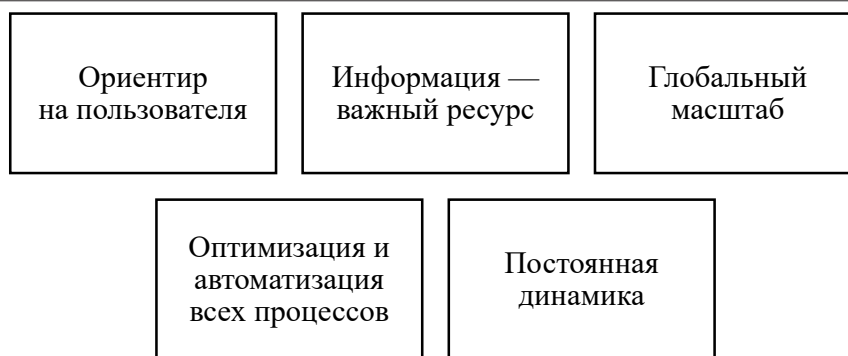 Ориентир
на пользователя
Информация —
важный ресурс
Глобальный
масштаб
Оптимизация и
автоматизация
всех процессов
Постоянная
динамика